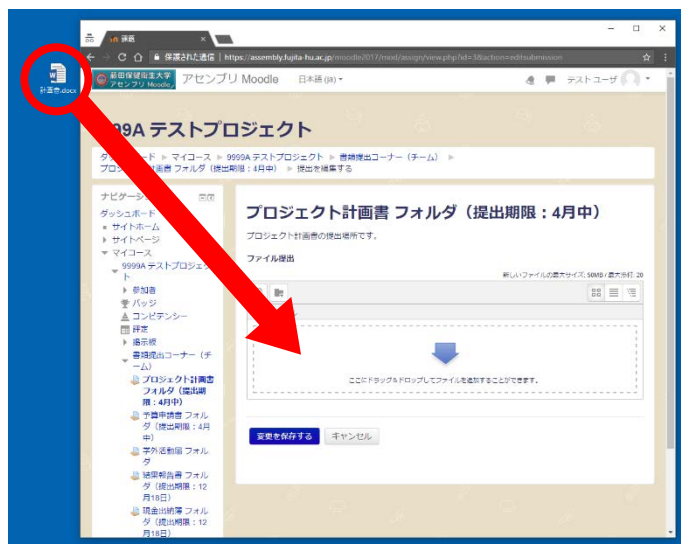 課題
保護された通信 | https://assembly.fujita-hu.ac.jp/moodle2017/mod/assign/view.php?id=38&action=editsubmission
計画書.docx
藤田保健衛生大学
アセンブリ Moodle
アセンブリ Moodle
日本語 (ja)
テストユーザ
999A テストプロジェクト
ダッシュボード
マイコース
9999A テストプロジェクト
書類提出コーナー (チーム)
プロジェクト計画書 フォルダ (提出期限:4月中)
提出を編集する
ナビゲーション
ダッシュボード
サイトホーム
サイトページ
マイコース
9999A テストプロジェクト
参加者
バッジ
コンピテンシー
評定
掲示板
書類提出コーナー (チ
ーム)
プロジェクト計画書
フォルダ (提出期
限:4月中)
予算申請書 フォル
ダ (提出期限:4月
中)
学外活動届 フォル
ダ
結果報告書 フォル
ダ (提出期限:12
月18日)
現金出納簿 フォル
ダ (提出期限:12
月18日)
プロジェクト計画書 フォルダ(提出期限:4月中)
プロジェクト計画書の提出場所です。
ファイル提出
新しいファイルの最大サイズ: 50MB / 最大添付: 20
ここにドラッグ&ドロップしてファイルを追加することができます。
変更を保存する
キャンセル